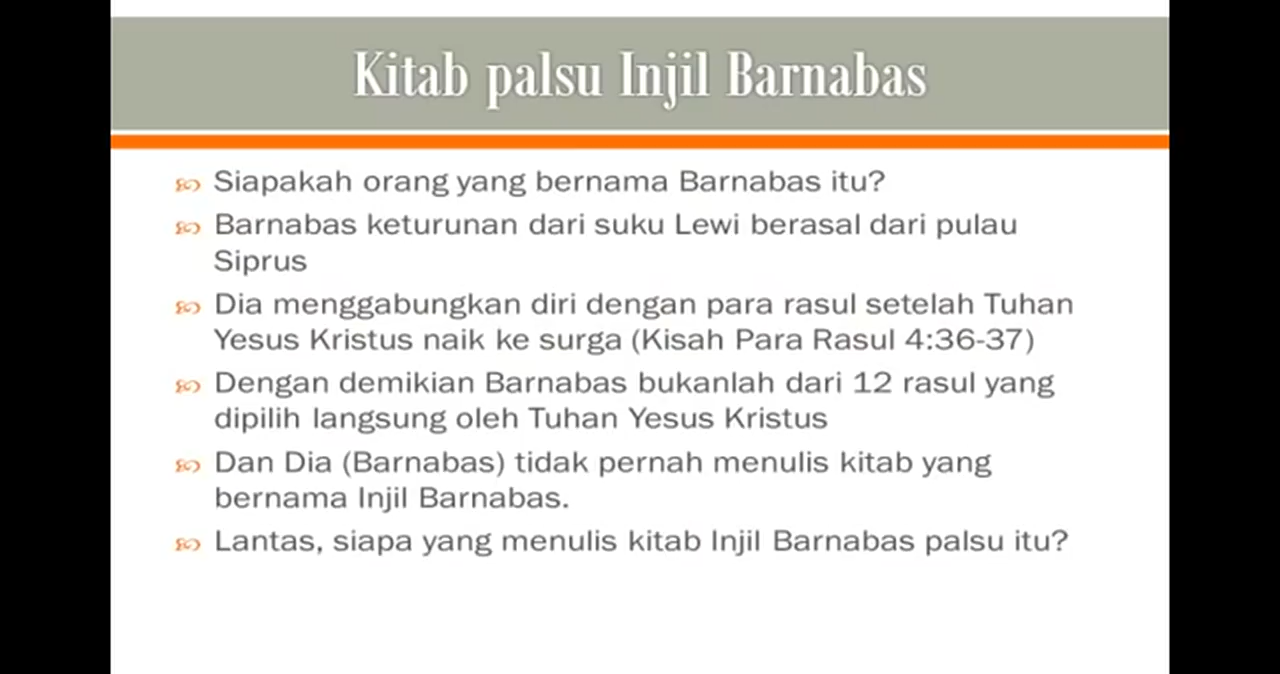 Kitab palsu Injil Barnabas
Siapakah orang yang bernama Barnabas itu?
Barnabas keturunan dari suku Lewi berasal dari pulau
Siprus
Dia menggabungkan diri dengan para rasul setelah Tuhan
Yesus Kristus naik ke surga (Kisah Para Rasul 4:36-37)
Dengan demikian Barnabas bukanlah dari 12 rasul yang
dipilih langsung oleh Tuhan Yesus Kristus
Dan Dia (Barnabas) tidak pernah menulis kitab yang
bernama Injil Barnabas.
Lantas, siapa yang menulis kitab Injil Barnabas palsu itu?